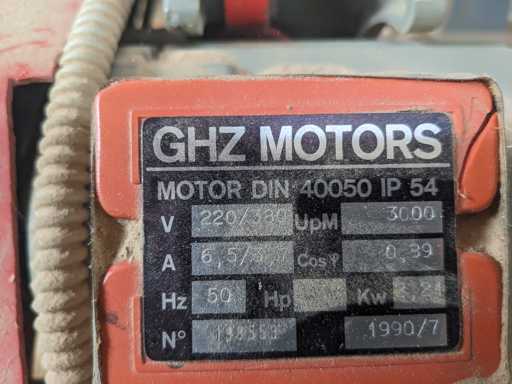 GHZ MOTORS
MOTOR DIN 40050 IP 54
V 220/380 UpM 3000
A Cos φ 0,89
Hz 50 Hp Kw
N° 1990/7